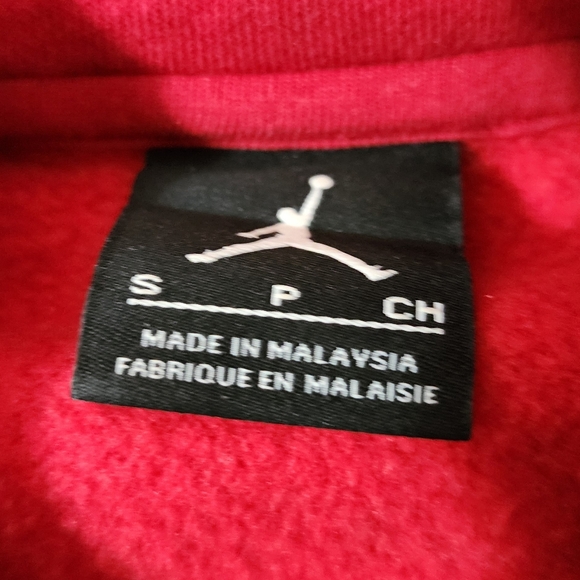 S P CH
MADE IN MALAYSIA
FABRIQUE EN MALAISIE